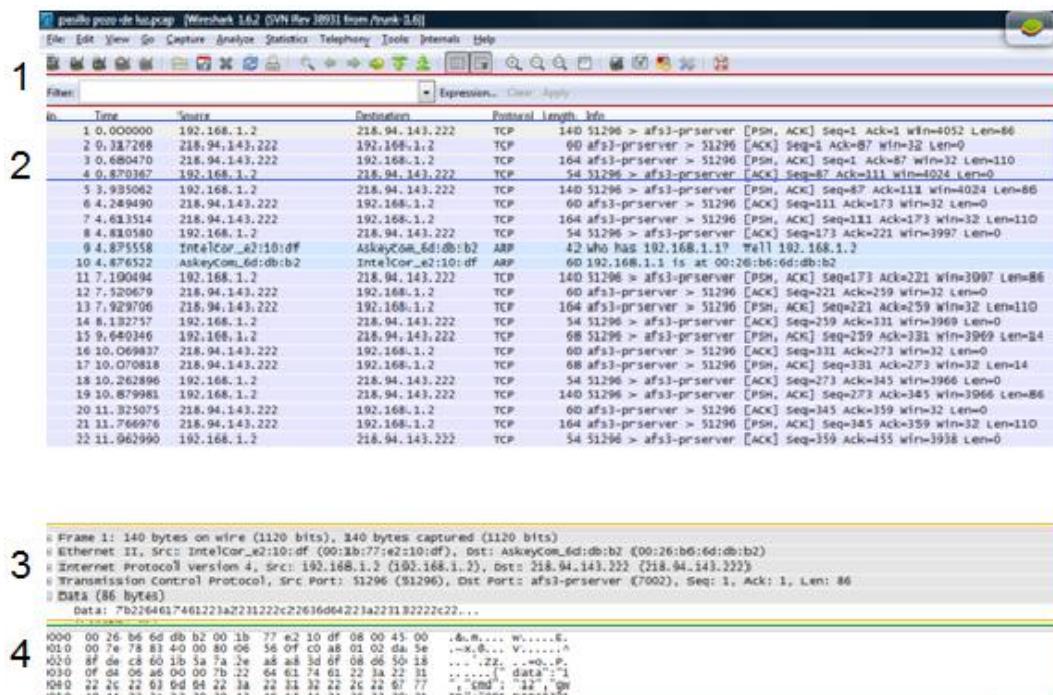 pasillo pozo de luz.pcap [Wireshark 1.6.2 (SVN Rev 38931 from /trunk-1.6)]
File Edit View Go Capture Analyze Statistics Telephony Tools Internals Help
1
Filter: Expression... Clear Apply
No. Time Source Destination Protocol Length Info
1 0.000000 192.168.1.2 218.94.143.222 TCP 140 51296 > afs3-prserver [PSH, ACK] Seq=1 Ack=1 Win=4052 Len=86
2
2 0.317268 218.94.143.222 192.168.1.2 TCP 60 afs3-prserver > 51296 [ACK] Seq=1 Ack=87 Win=32 Len=0
3 0.680470 218.94.143.222 192.168.1.2 TCP 164 afs3-prserver > 51296 [PSH, ACK] Seq=1 Ack=87 Win=32 Len=110
4 0.870367 192.168.1.2 218.94.143.222 TCP 54 51296 > afs3-prserver [ACK] Seq=87 Ack=111 Win=4024 Len=0
5 3.935062 192.168.1.2 218.94.143.222 TCP 140 51296 > afs3-prserver [PSH, ACK] Seq=87 Ack=111 Win=4024 Len=86
6 4.249490 218.94.143.222 192.168.1.2 TCP 60 afs3-prserver > 51296 [ACK] Seq=111 Ack=173 Win=32 Len=0
7 4.613514 218.94.143.222 192.168.1.2 TCP 164 afs3-prserver > 51296 [PSH, ACK] Seq=111 Ack=173 Win=32 Len=110
8 4.810580 192.168.1.2 218.94.143.222 TCP 54 51296 > afs3-prserver [ACK] Seq=173 Ack=221 Win=3997 Len=0
9 4.875558 IntelCor_e2:10:df AskeyCom_6d:db:b2 ARP 42 Who has 192.168.1.1? Tell 192.168.1.2
10 4.876522 AskeyCom_6d:db:b2 IntelCor_e2:10:df ARP 60 192.168.1.1 is at 00:26:b6:6d:db:b2
11 7.190494 192.168.1.2 218.94.143.222 TCP 140 51296 > afs3-prserver [PSH, ACK] Seq=173 Ack=221 Win=3997 Len=86
12 7.520679 218.94.143.222 192.168.1.2 TCP 60 afs3-prserver > 51296 [ACK] Seq=221 Ack=259 Win=32 Len=0
13 7.929706 218.94.143.222 192.168.1.2 TCP 164 afs3-prserver > 51296 [PSH, ACK] Seq=221 Ack=259 Win=32 Len=110
14 8.132757 192.168.1.2 218.94.143.222 TCP 54 51296 > afs3-prserver [ACK] Seq=259 Ack=331 Win=3969 Len=0
15 9.640346 192.168.1.2 218.94.143.222 TCP 68 51296 > afs3-prserver [PSH, ACK] Seq=259 Ack=331 Win=3969 Len=14
16 10.069837 218.94.143.222 192.168.1.2 TCP 60 afs3-prserver > 51296 [ACK] Seq=331 Ack=273 Win=32 Len=0
17 10.070818 218.94.143.222 192.168.1.2 TCP 68 afs3-prserver > 51296 [PSH, ACK] Seq=331 Ack=273 Win=32 Len=14
18 10.262896 192.168.1.2 218.94.143.222 TCP 54 51296 > afs3-prserver [ACK] Seq=273 Ack=345 Win=3966 Len=0
19 10.879981 192.168.1.2 218.94.143.222 TCP 140 51296 > afs3-prserver [PSH, ACK] Seq=273 Ack=345 Win=3966 Len=86
20 11.325075 218.94.143.222 192.168.1.2 TCP 60 afs3-prserver > 51296 [ACK] Seq=345 Ack=359 Win=32 Len=0
21 11.766976 218.94.143.222 192.168.1.2 TCP 164 afs3-prserver > 51296 [PSH, ACK] Seq=345 Ack=359 Win=32 Len=110
22 11.962990 192.168.1.2 218.94.143.222 TCP 54 51296 > afs3-prserver [ACK] Seq=359 Ack=455 Win=3938 Len=0
Frame 1: 140 bytes on wire (1120 bits), 140 bytes captured (1120 bits)
Ethernet II, Src: IntelCor_e2:10:df (00:1b:77:e2:10:df), Dst: AskeyCom_6d:db:b2 (00:26:b6:6d:db:b2)
3
Internet Protocol Version 4, Src: 192.168.1.2 (192.168.1.2), Dst: 218.94.143.222 (218.94.143.222)
Transmission Control Protocol, Src Port: 51296 (51296), Dst Port: afs3-prserver (7002), Seq: 1, Ack: 1, Len: 86
Data (86 bytes)
Data: 7b2264617461223a2231222c22636d64223a223132222c22...
0000 00 26 b6 6d db b2 00 1b 77 e2 10 df 08 00 45 00 .&.m.... w.....E.
0010 00 7e 78 83 40 00 80 06 56 0f c0 a8 01 02 da 5e .~x.@... V......^
4
0020 8f de c8 60 1b 5a 7a 2e a8 a8 3d 6f 08 d6 50 18 ...`.Zz. ..=o..P.
0030 0f d4 06 a6 00 00 7b 22 64 61 74 61 22 3a 22 31 ......{" data":"1
0040 22 2c 22 63 6d 64 22 3a 22 31 32 22 2c 22 67 77 ","cmd": "12","gw